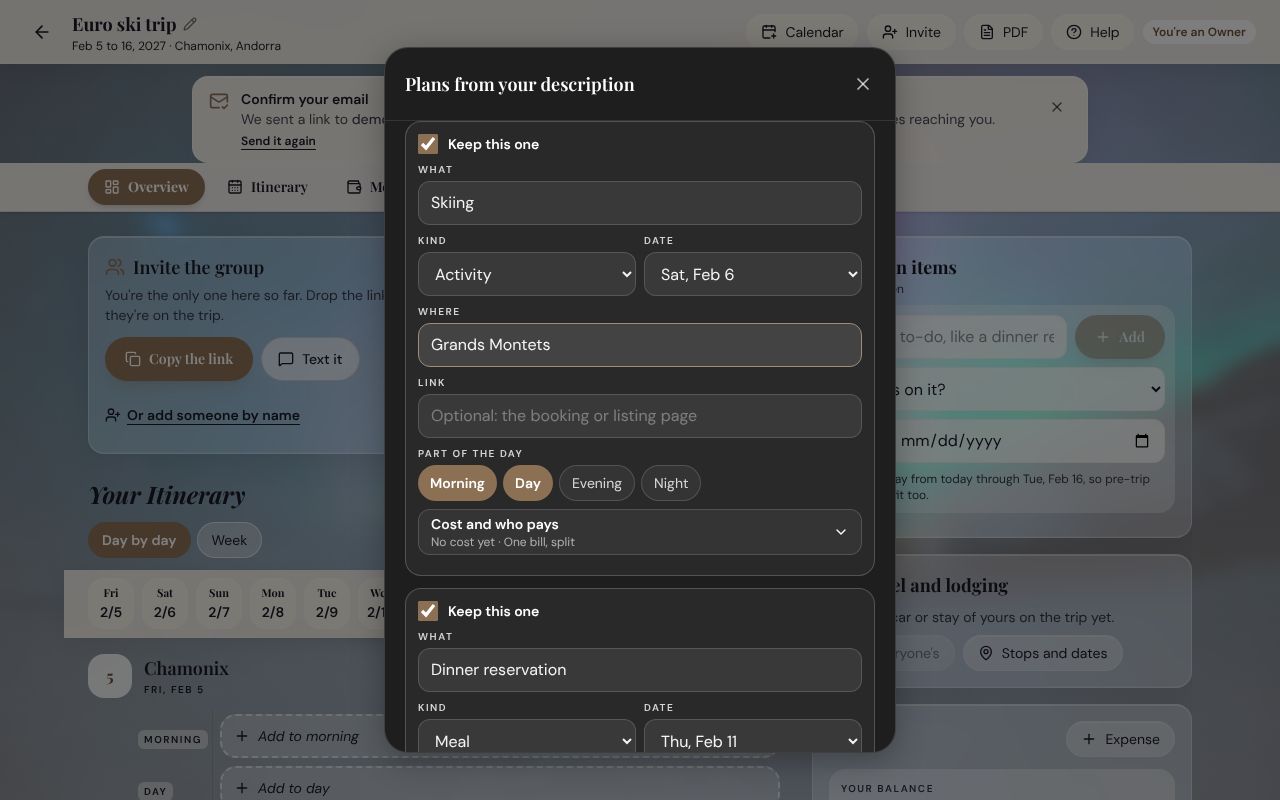 Euro ski trip
Feb 5 to 16, 2027 · Chamonix, Andorra
Calendar
Invite
PDF
Help
You're an Owner
Confirm your email
We sent a link to
s reaching you.
Send it again
Overview
Itinerary
Invite the group
You're the only one here so far. Drop the
they're on the trip.
Copy the link
Text it
Or add someone by name
Your Itinerary
Day by day
Week
Fri
2/5
Sat
2/6
Sun
2/7
Mon
2/8
Tue
2/9
5
Chamonix
FRI, FEB 5
MORNING
Add to morning
DAY
Add to day
Plans from your description
Keep this one
WHAT
Skiing
KIND
DATE
Activity
Sat, Feb 6
WHERE
Grands Montets
LINK
Optional: the booking or listing page
PART OF THE DAY
Morning
Day
Evening
Night
Cost and who pays
No cost yet · One bill, split
Keep this one
WHAT
Dinner reservation
KIND
DATE
Meal
Thu, Feb 11
items
to-do, like a dinner re
Add
on it?
mm/dd/yyyy
from today through Tue, Feb 16, so pre-trip
fit too.
and lodging
car or stay of yours on the trip yet.
Stops and dates
Expense
YOUR BALANCE